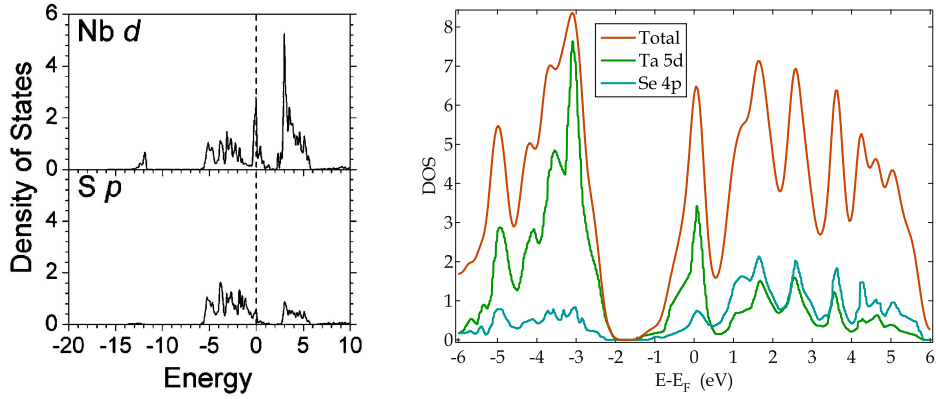 Nb d
6
4
2
0
S p
6
4
2
0
-20 -15 -10 -5 0 5 10
Density of States
Energy
Total
Ta 5d
Se 4p
8
7
6
5
4
3
2
1
0
-6 -5 -4 -3 -2 -1 0 1 2 3 4 5 6
DOS
E-E_F (eV)